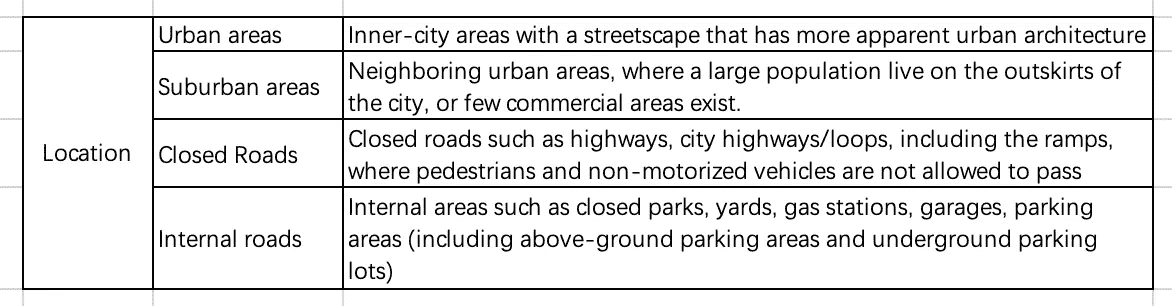 Location
Urban areas
Inner-city areas with a streetscape that has more apparent urban architecture
Suburban areas
Neighboring urban areas, where a large population live on the outskirts of
the city, or few commercial areas exist.
Closed Roads
Closed roads such as highways, city highways/loops, including the ramps,
where pedestrians and non-motorized vehicles are not allowed to pass
Internal roads
Internal areas such as closed parks, yards, gas stations, garages, parking
areas (including above-ground parking areas and underground parking
lots)